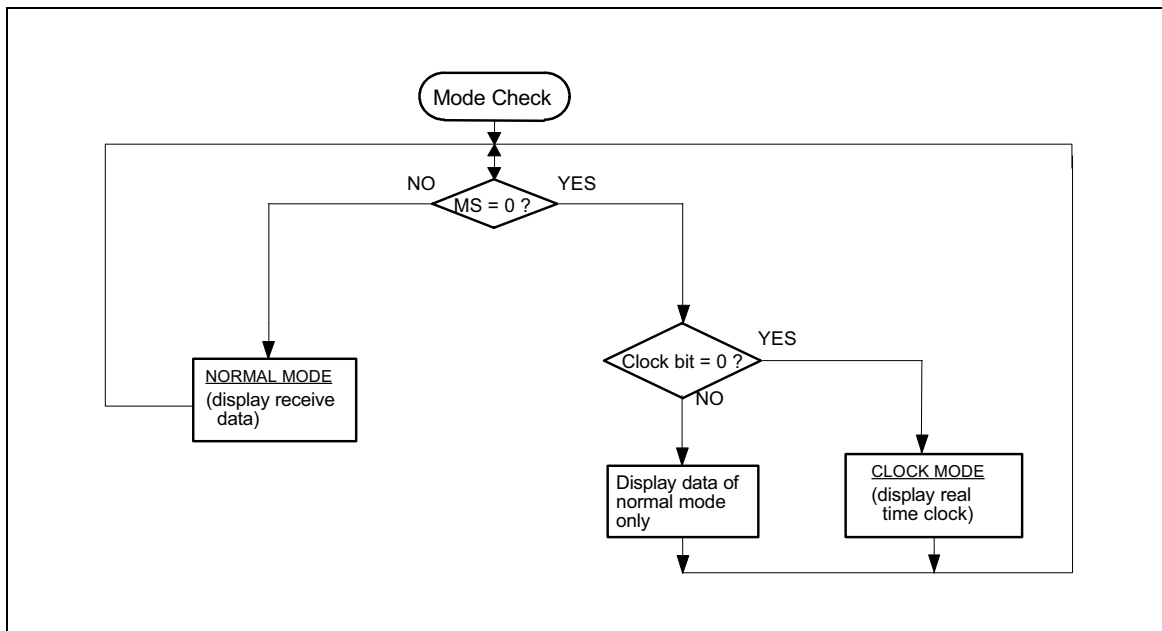 Mode Check
NO
YES
MS = 0 ?
YES
Clock bit = 0 ?
NO
NORMAL MODE
(display receive
data)
Display data of
normal mode
only
CLOCK MODE
(display real
time clock)